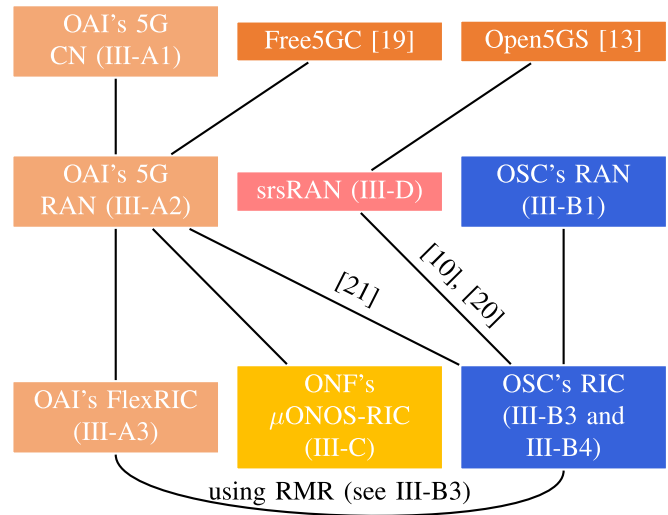 OAI's 5G
CN (III-A1)
Free5GC [19]
Open5GS [13]
OAI's 5G
RAN (III-A2)
srsRAN (III-D)
OSC's RAN
(III-B1)
[21]
[10], [20]
OAI's FlexRIC
(III-A3)
ONF's
μONOS-RIC
(III-C)
OSC's RIC
(III-B3 and
III-B4)
using RMR (see III-B3)